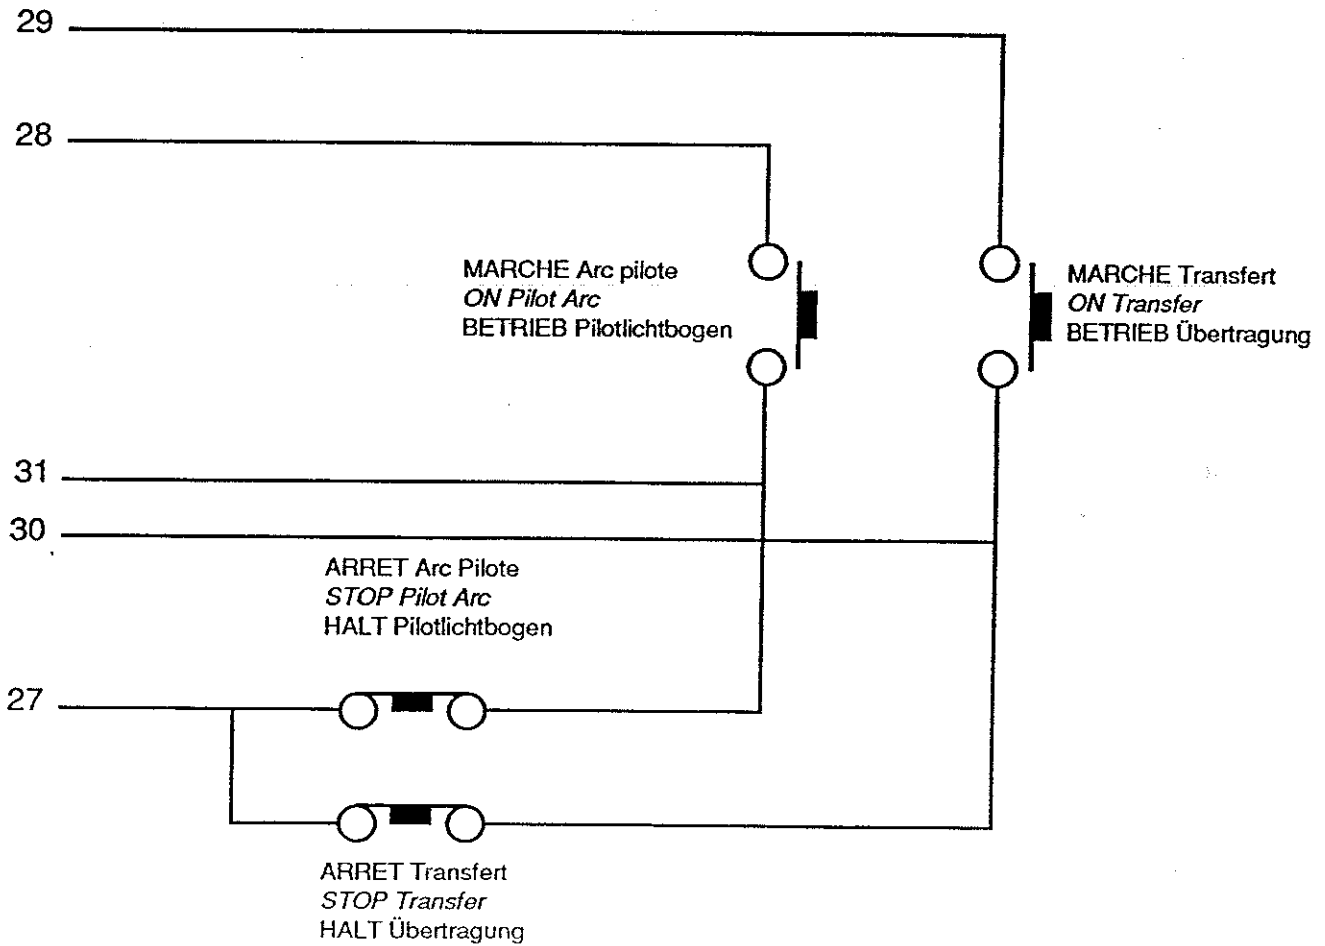 29
28
MARCHE Arc pilote
ON Pilot Arc
BETRIEB Pilotlichtbogen
MARCHE Transfert
ON Transfer
BETRIEB Übertragung
31
30
ARRET Arc Pilote
STOP Pilot Arc
HALT Pilotlichtbogen
27
ARRET Transfert
STOP Transfer
HALT Übertragung